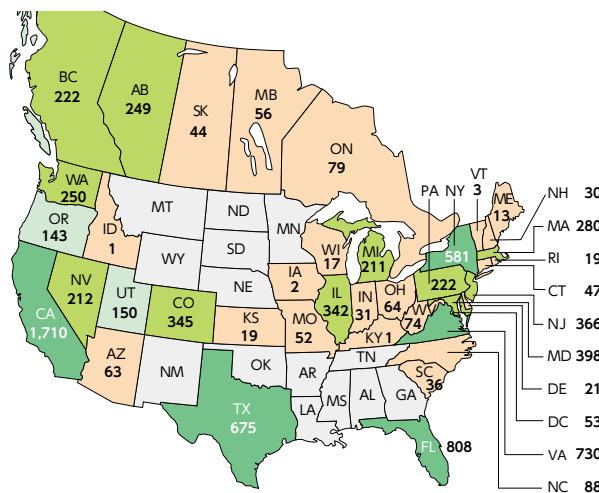 BC
222
AB
249
SK
44
MB
56
ON
79
WA
250
OR
143
ID
1
MT
ND
MN
SD
WY
NE
WI
17
MI
211
IA
2
PA NY VT
3
ME
13
581
222
NH 30
MA 280
RI 19
CT 47
NJ 366
MD 398
DE 21
DC 53
VA 730
NC 88
CA
1,710
NV
212
UT
150
CO
345
KS
19
MO
52
IL
342
IN
31
OH
64
WV
74
KY 1
TN
SC
36
AZ
63
NM
OK
AR
TX
675
LA
MS
AL
GA
FL 808